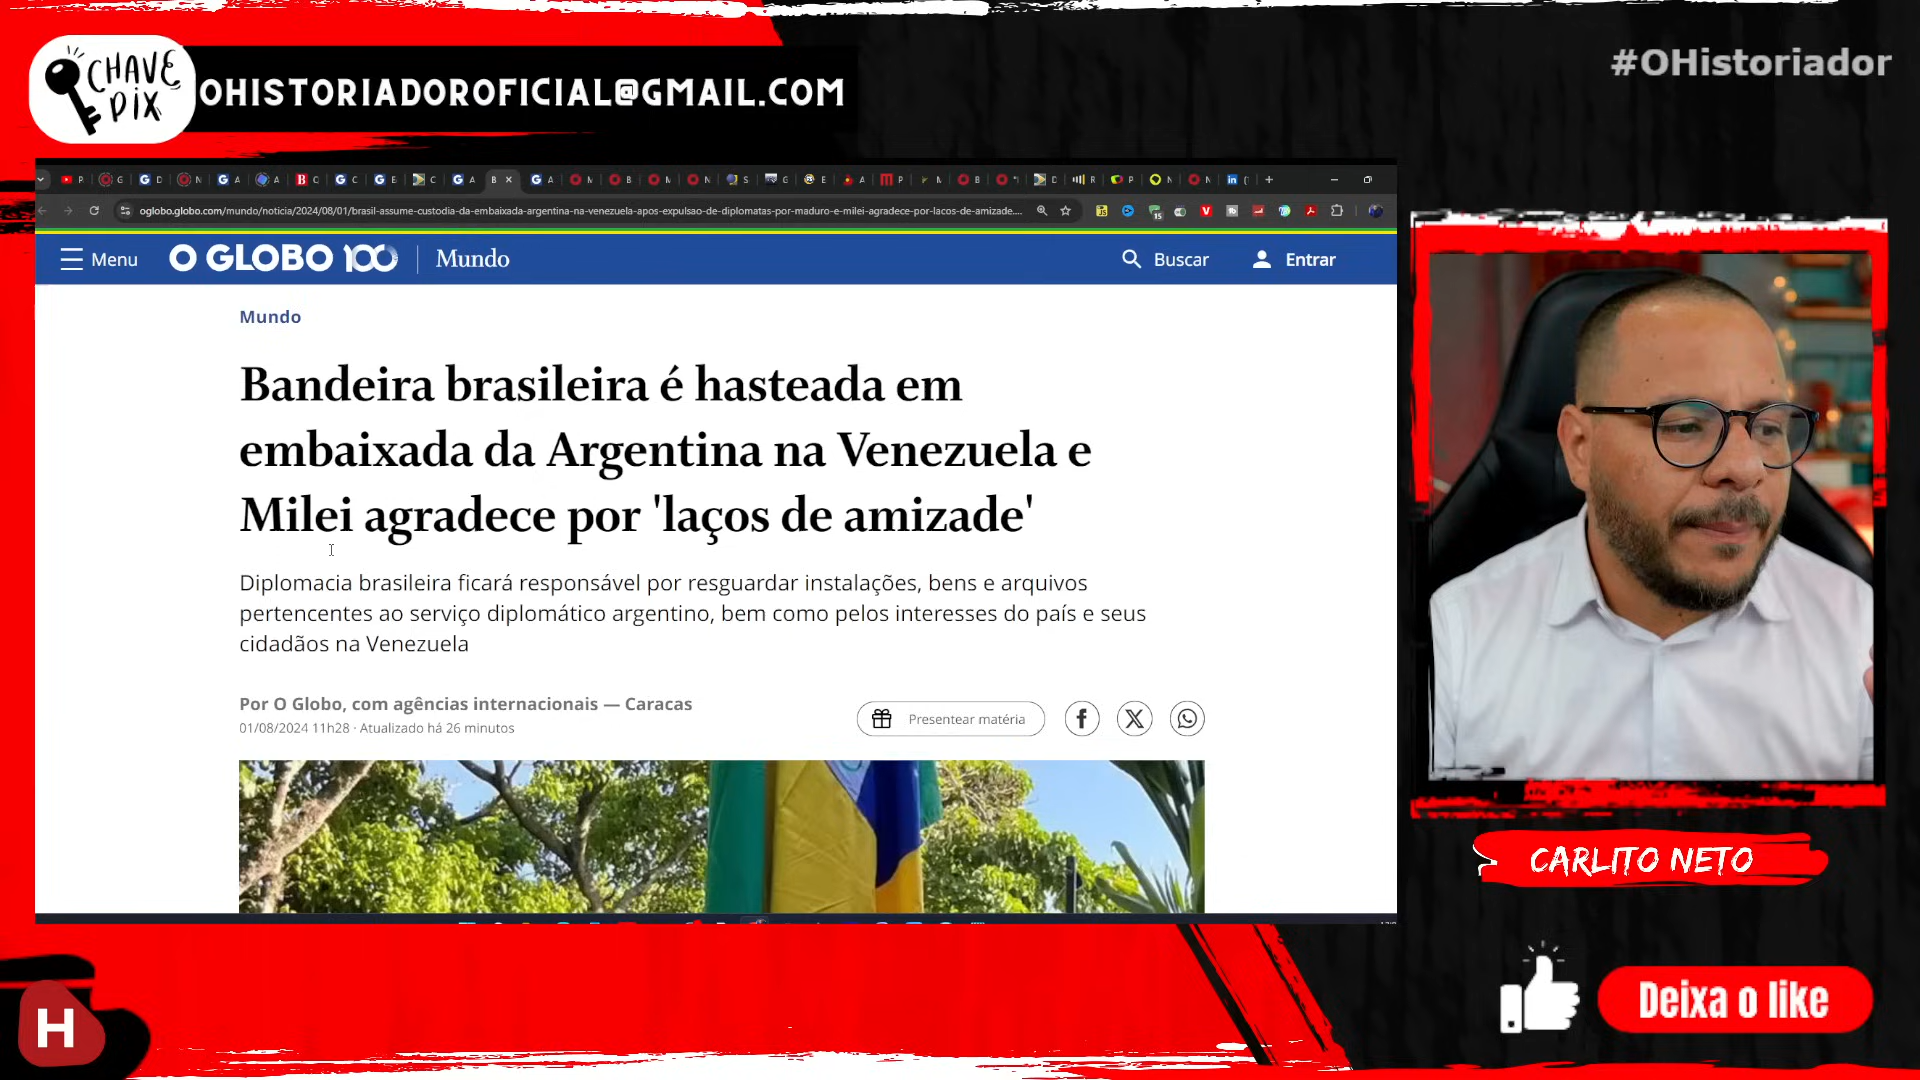 CHAVE
PIX
OHISTORIADOROFICIAL@GMAIL.COM
#OHistoriador
oglobo.globo.com/mundo/noticia/2024/08/01/brasil-assume-custodia-da-embaixada-argentina-na-venezuela-apos-expulsao-de-diplomatas-por-maduro-e-milei-agradece-por-lacos-de-amizade....
Menu
O GLOBO 100
Mundo
Buscar
Entrar
Mundo
Bandeira brasileira é hasteada em
embaixada da Argentina na Venezuela e
Milei agradece por 'laços de amizade'
Diplomacia brasileira ficará responsável por resguardar instalações, bens e arquivos
pertencentes ao serviço diplomático argentino, bem como pelos interesses do país e seus
cidadãos na Venezuela
Por O Globo, com agências internacionais — Caracas
01/08/2024 11h28 · Atualizado há 26 minutos
Presentear matéria
CARLITO NETO
H
Deixa o like